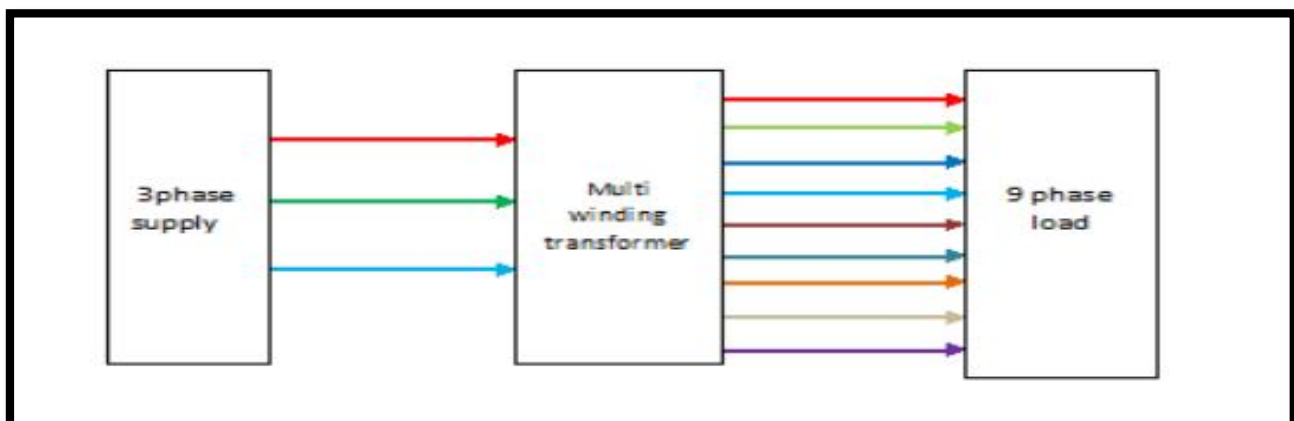 3phase
supply
Multi
winding
transformer
9 phase
load